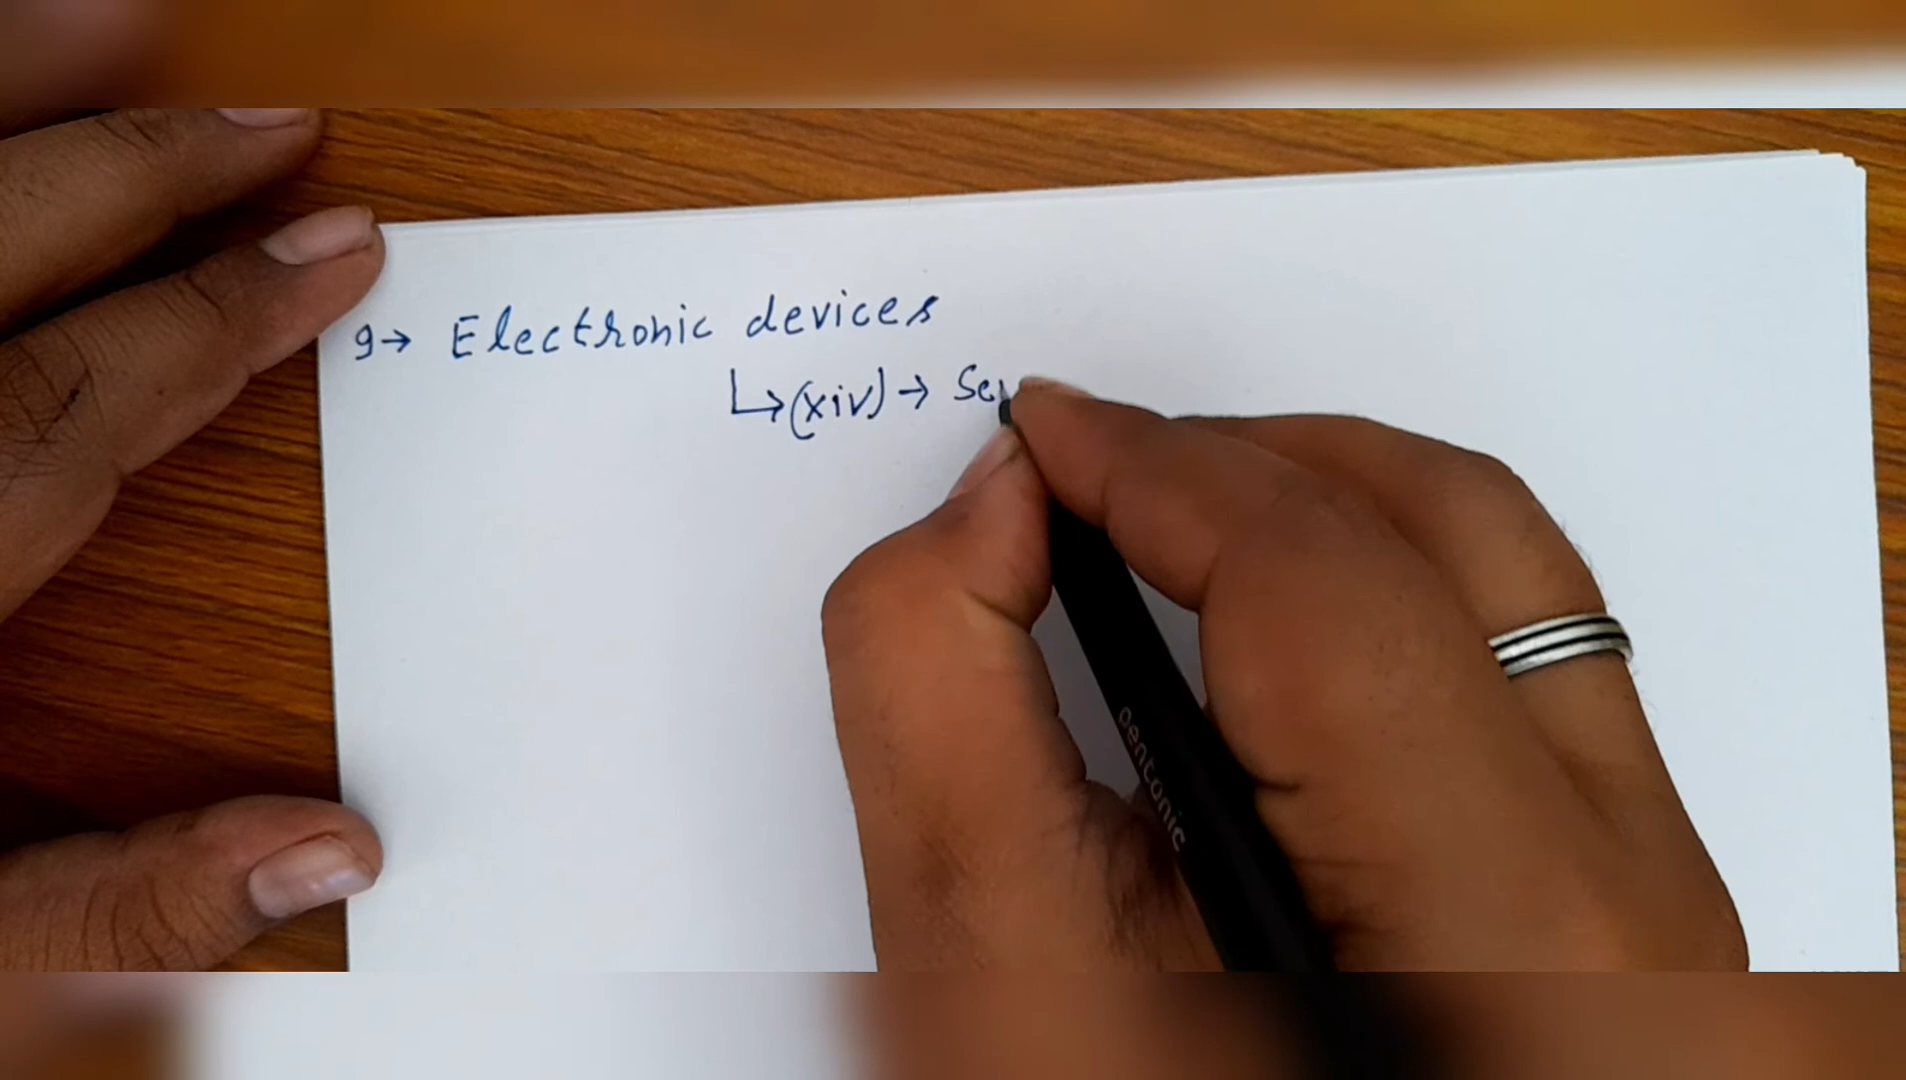 9→ Electronic devices
↳(xiv)→ Se
pentonic